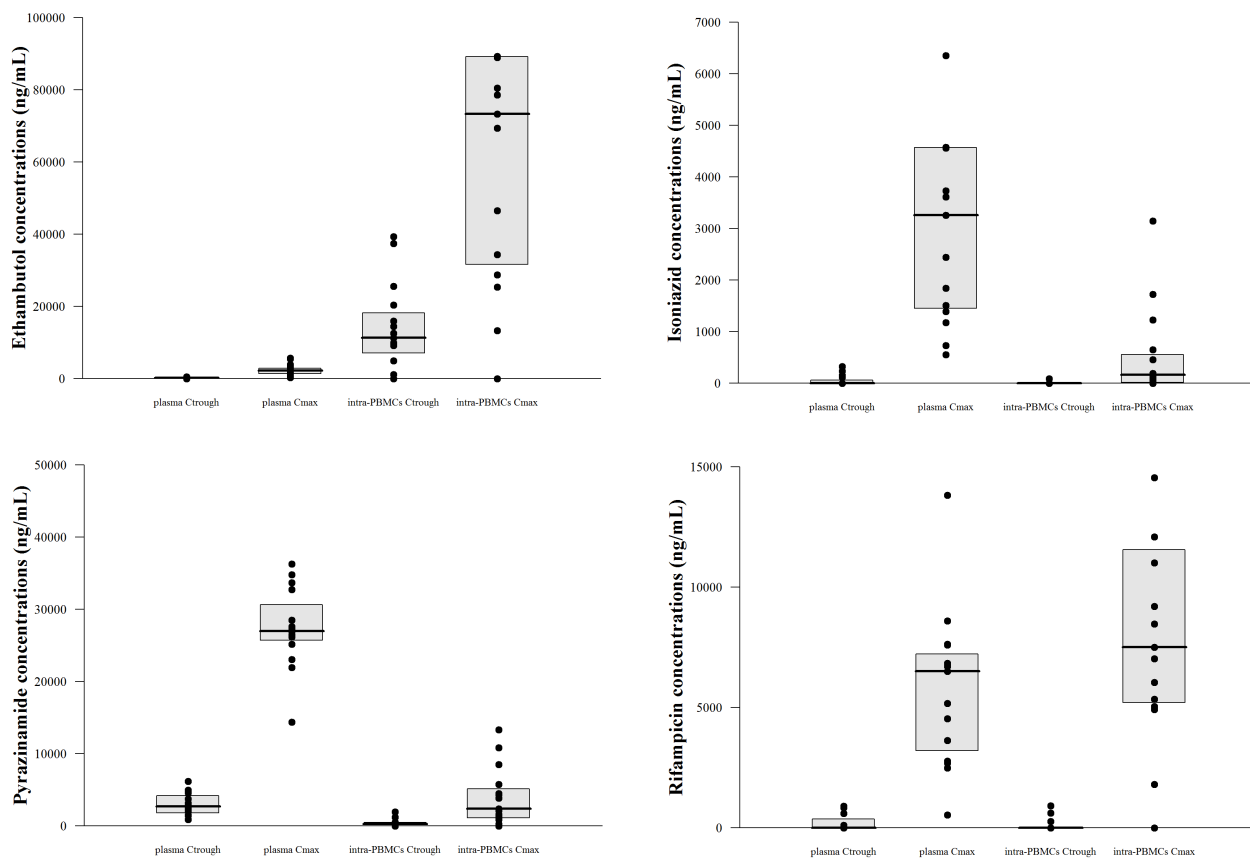 Ethambutol concentrations (ng/mL)
100000
80000
60000
40000
20000
0
plasma Ctrough
plasma Cmax
intra-PBMCs Ctrough
intra-PBMCs Cmax
Isoniazid concentrations (ng/mL)
7000
6000
5000
4000
3000
2000
1000
0
plasma Ctrough
plasma Cmax
intra-PBMCs Ctrough
intra-PBMCs Cmax
Pyrazinamide concentrations (ng/mL)
50000
40000
30000
20000
10000
0
plasma Ctrough
plasma Cmax
intra-PBMCs Ctrough
intra-PBMCs Cmax
Rifampicin concentrations (ng/mL)
15000
10000
5000
0
plasma Ctrough
plasma Cmax
intra-PBMCs Ctrough
intra-PBMCs Cmax